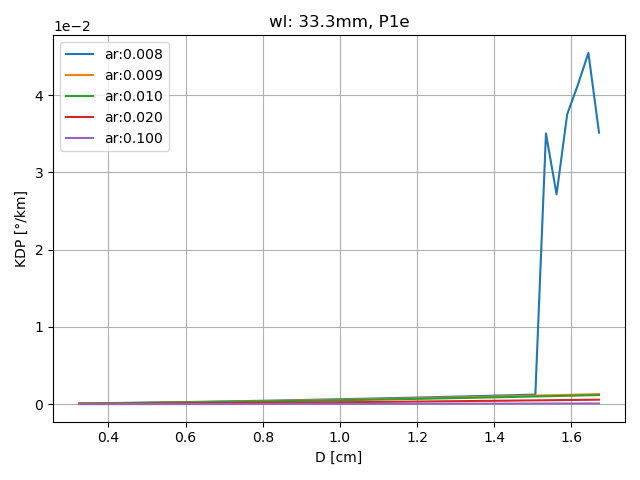 wl: 33.3mm, P1e
1e−2
ar:0.008
ar:0.009
ar:0.010
ar:0.020
ar:0.100
4
3
2
1
0
KDP [°/km]
0.4 0.6 0.8 1.0 1.2 1.4 1.6
D [cm]